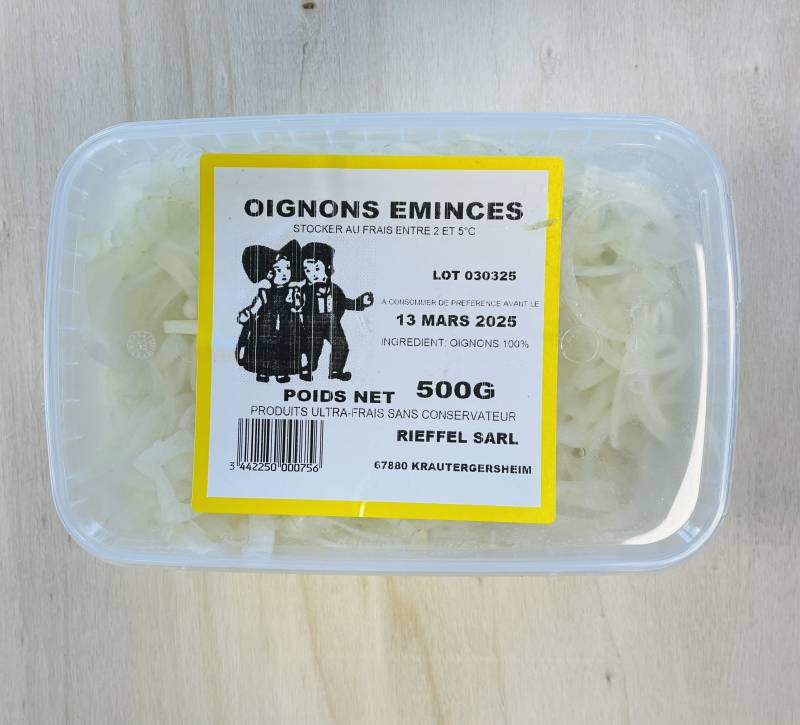 OIGNONS EMINCES
STOCKER AU FRAIS ENTRE 2 ET 5°C
LOT 030325
A CONSOMMER DE PREFERENCE AVANT LE
13 MARS 2025
INGREDIENT: OIGNONS 100%
POIDS NET 500G
PRODUITS ULTRA-FRAIS SANS CONSERVATEUR
RIEFFEL SARL
3 442250 000756
67880 KRAUTERGERSHEIM